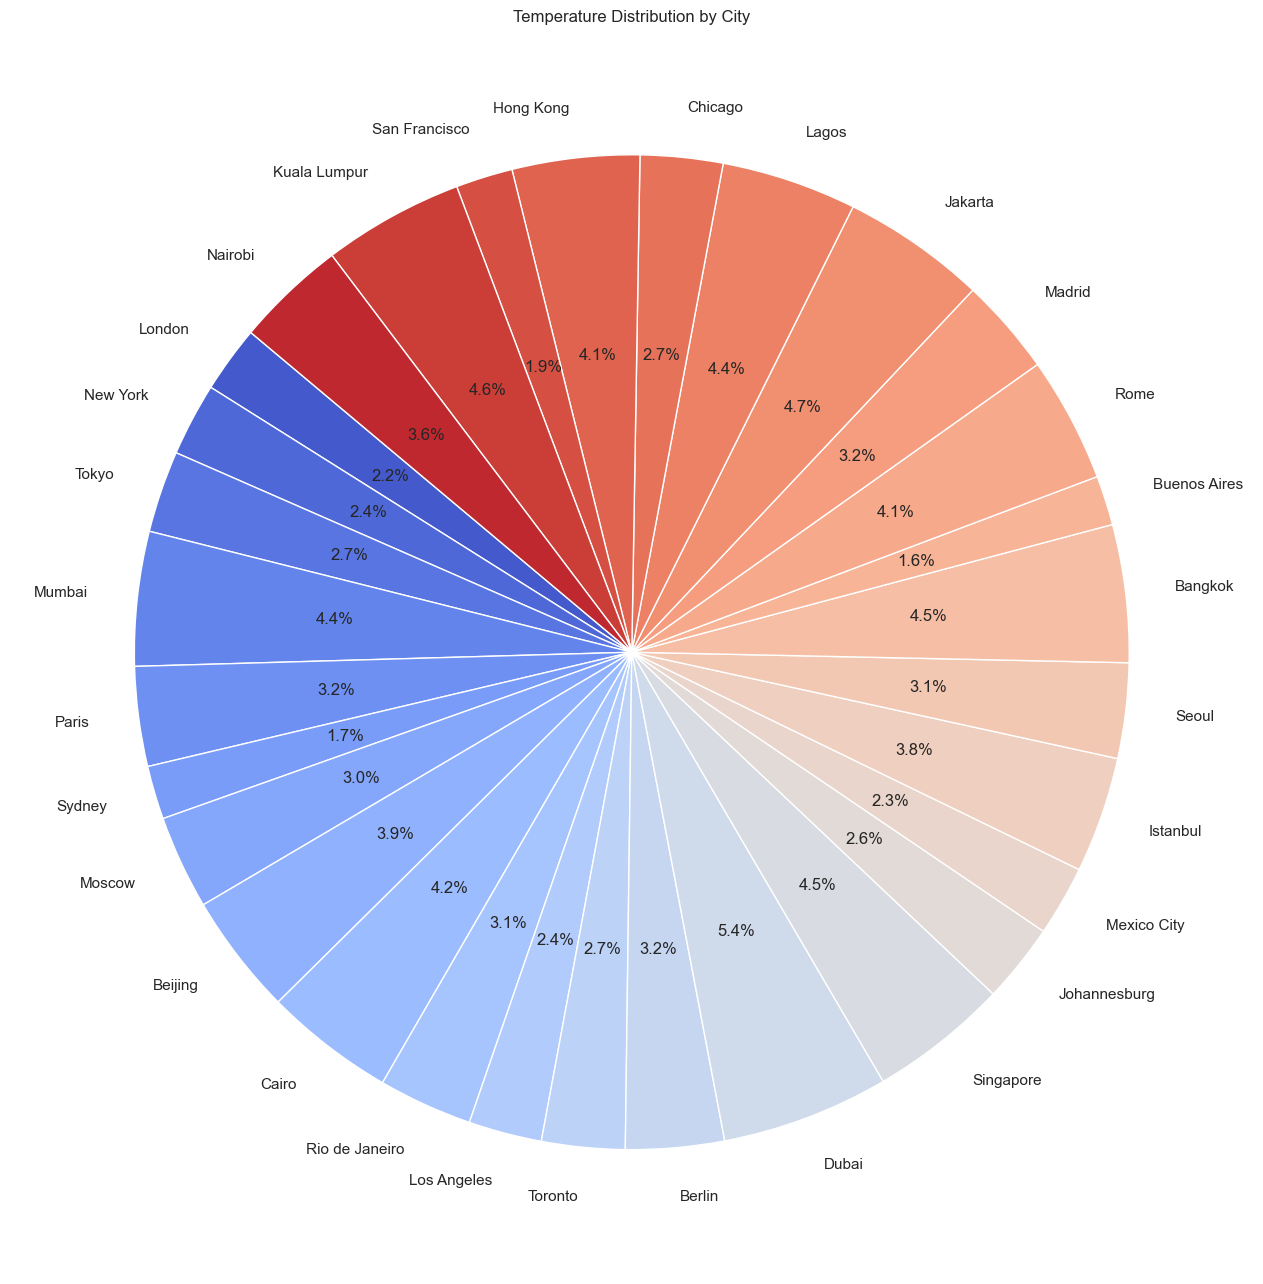 Temperature Distribution by City
London
2.2%
New York
2.4%
Tokyo
2.7%
Mumbai
4.4%
Paris
3.2%
Sydney
1.7%
Moscow
3.0%
Beijing
3.9%
Cairo
4.2%
Rio de Janeiro
3.1%
Los Angeles
2.4%
Toronto
2.7%
Berlin
3.2%
Dubai
5.4%
Singapore
4.5%
Johannesburg
2.6%
Mexico City
2.3%
Istanbul
3.8%
Seoul
3.1%
Bangkok
4.5%
Buenos Aires
1.6%
Rome
4.1%
Madrid
3.2%
Jakarta
4.7%
Lagos
4.4%
Chicago
2.7%
Hong Kong
4.1%
San Francisco
1.9%
Kuala Lumpur
4.6%
Nairobi
3.6%